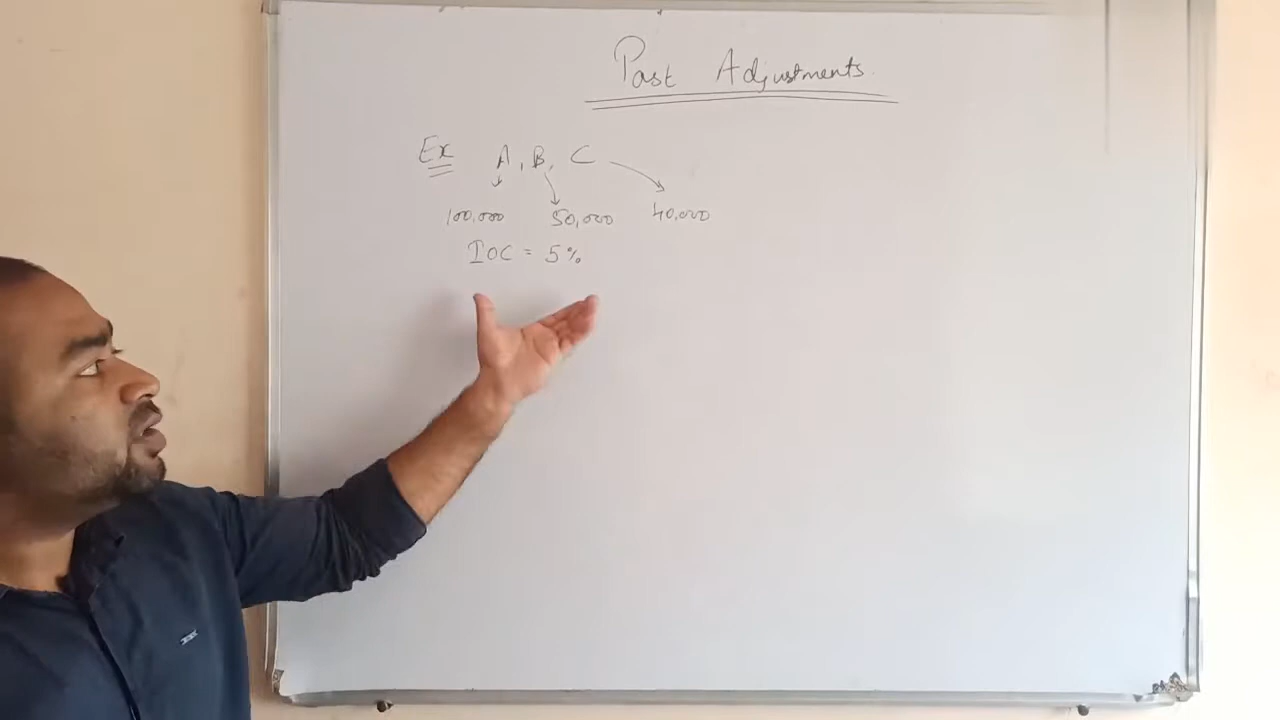 Past Adjustments.
Ex A, B, C
100,000 50,000 40,000
IOC = 5%